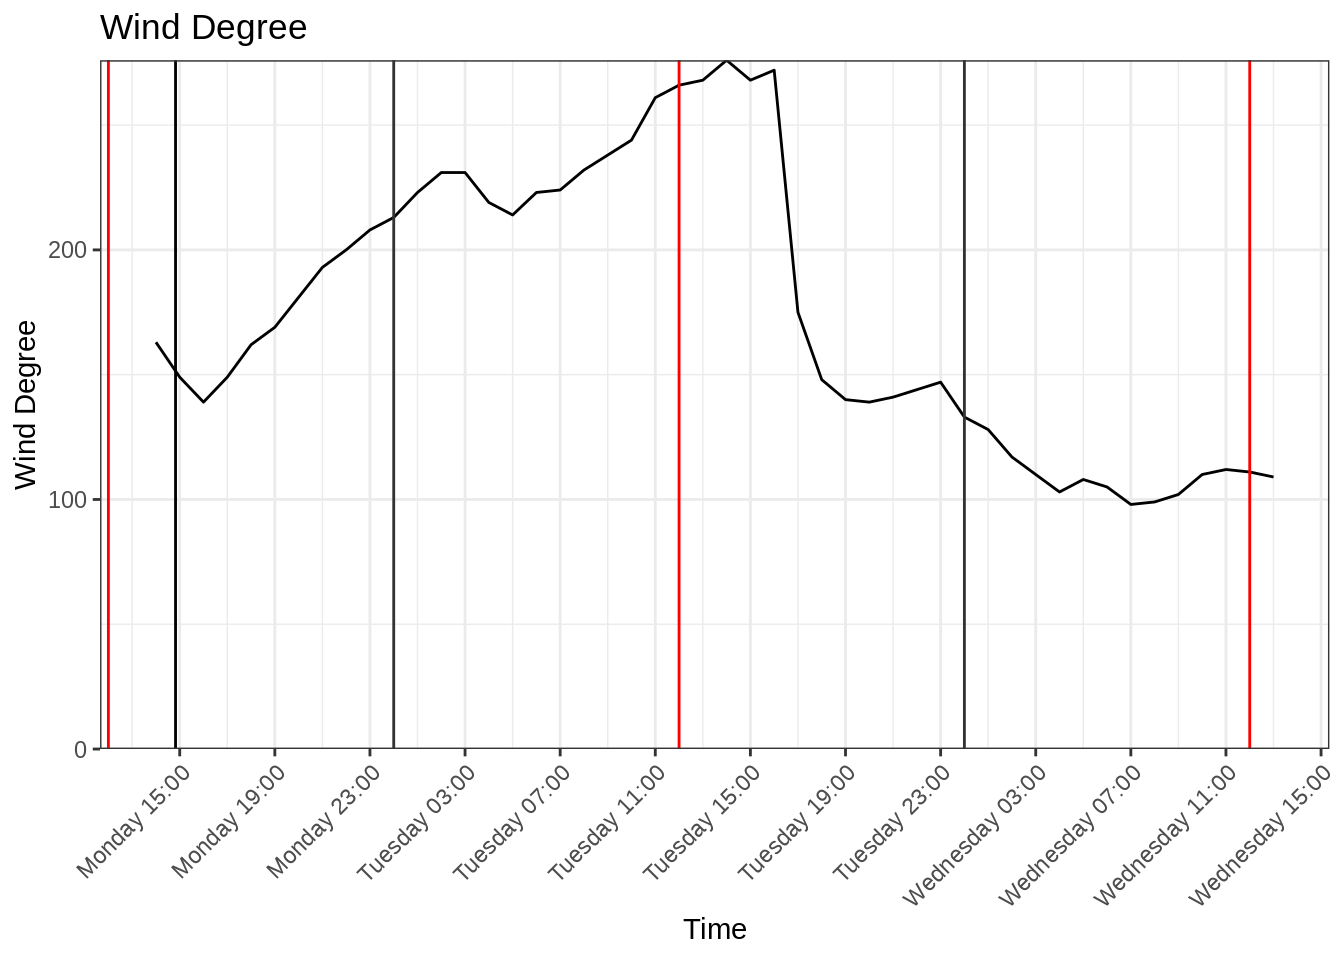 Wind Degree
Wind Degree
200
100
0
Monday 15:00
Monday 19:00
Monday 23:00
Tuesday 03:00
Tuesday 07:00
Tuesday 11:00
Tuesday 15:00
Tuesday 19:00
Tuesday 23:00
Wednesday 03:00
Wednesday 07:00
Wednesday 11:00
Wednesday 15:00
Time